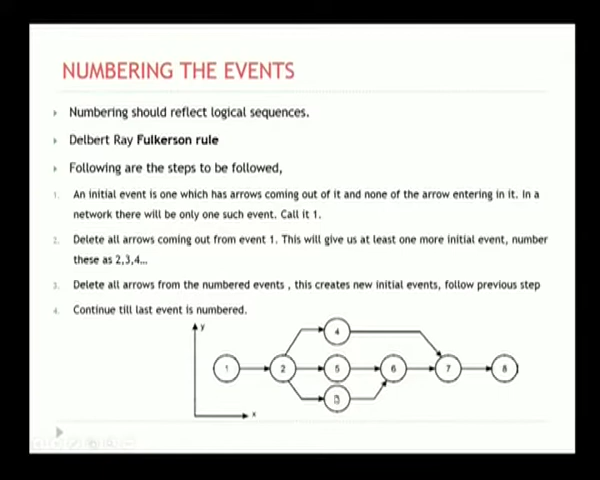 NUMBERING THE EVENTS
Numbering should reflect logical sequences.
Delbert Ray Fulkerson rule
Following are the steps to be followed,
1. An initial event is one which has arrows coming out of it and none of the arrow entering in it. In a
network there will be only one such event. Call it 1.
2. Delete all arrows coming out from event 1. This will give us at least one more initial event, number
these as 2,3,4...
3. Delete all arrows from the numbered events , this creates new initial events, follow previous step
4. Continue till last event is numbered.
y
4
1 2 5 6 7 8
3
x